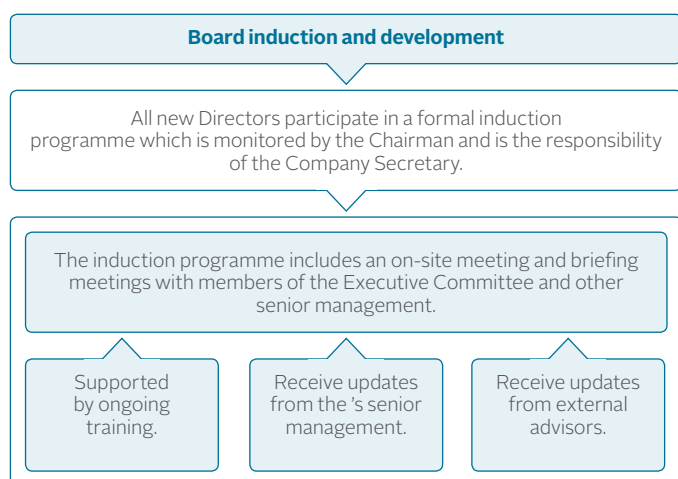 Board induction and development
All new Directors participate in a formal induction
programme which is monitored by the Chairman and is the responsibility
of the Company Secretary.
The induction programme includes an on-site meeting and briefing
meetings with members of the Executive Committee and other
senior management.
Supported
by ongoing
training.
Receive updates
from the 's senior
management.
Receive updates
from external
advisors.